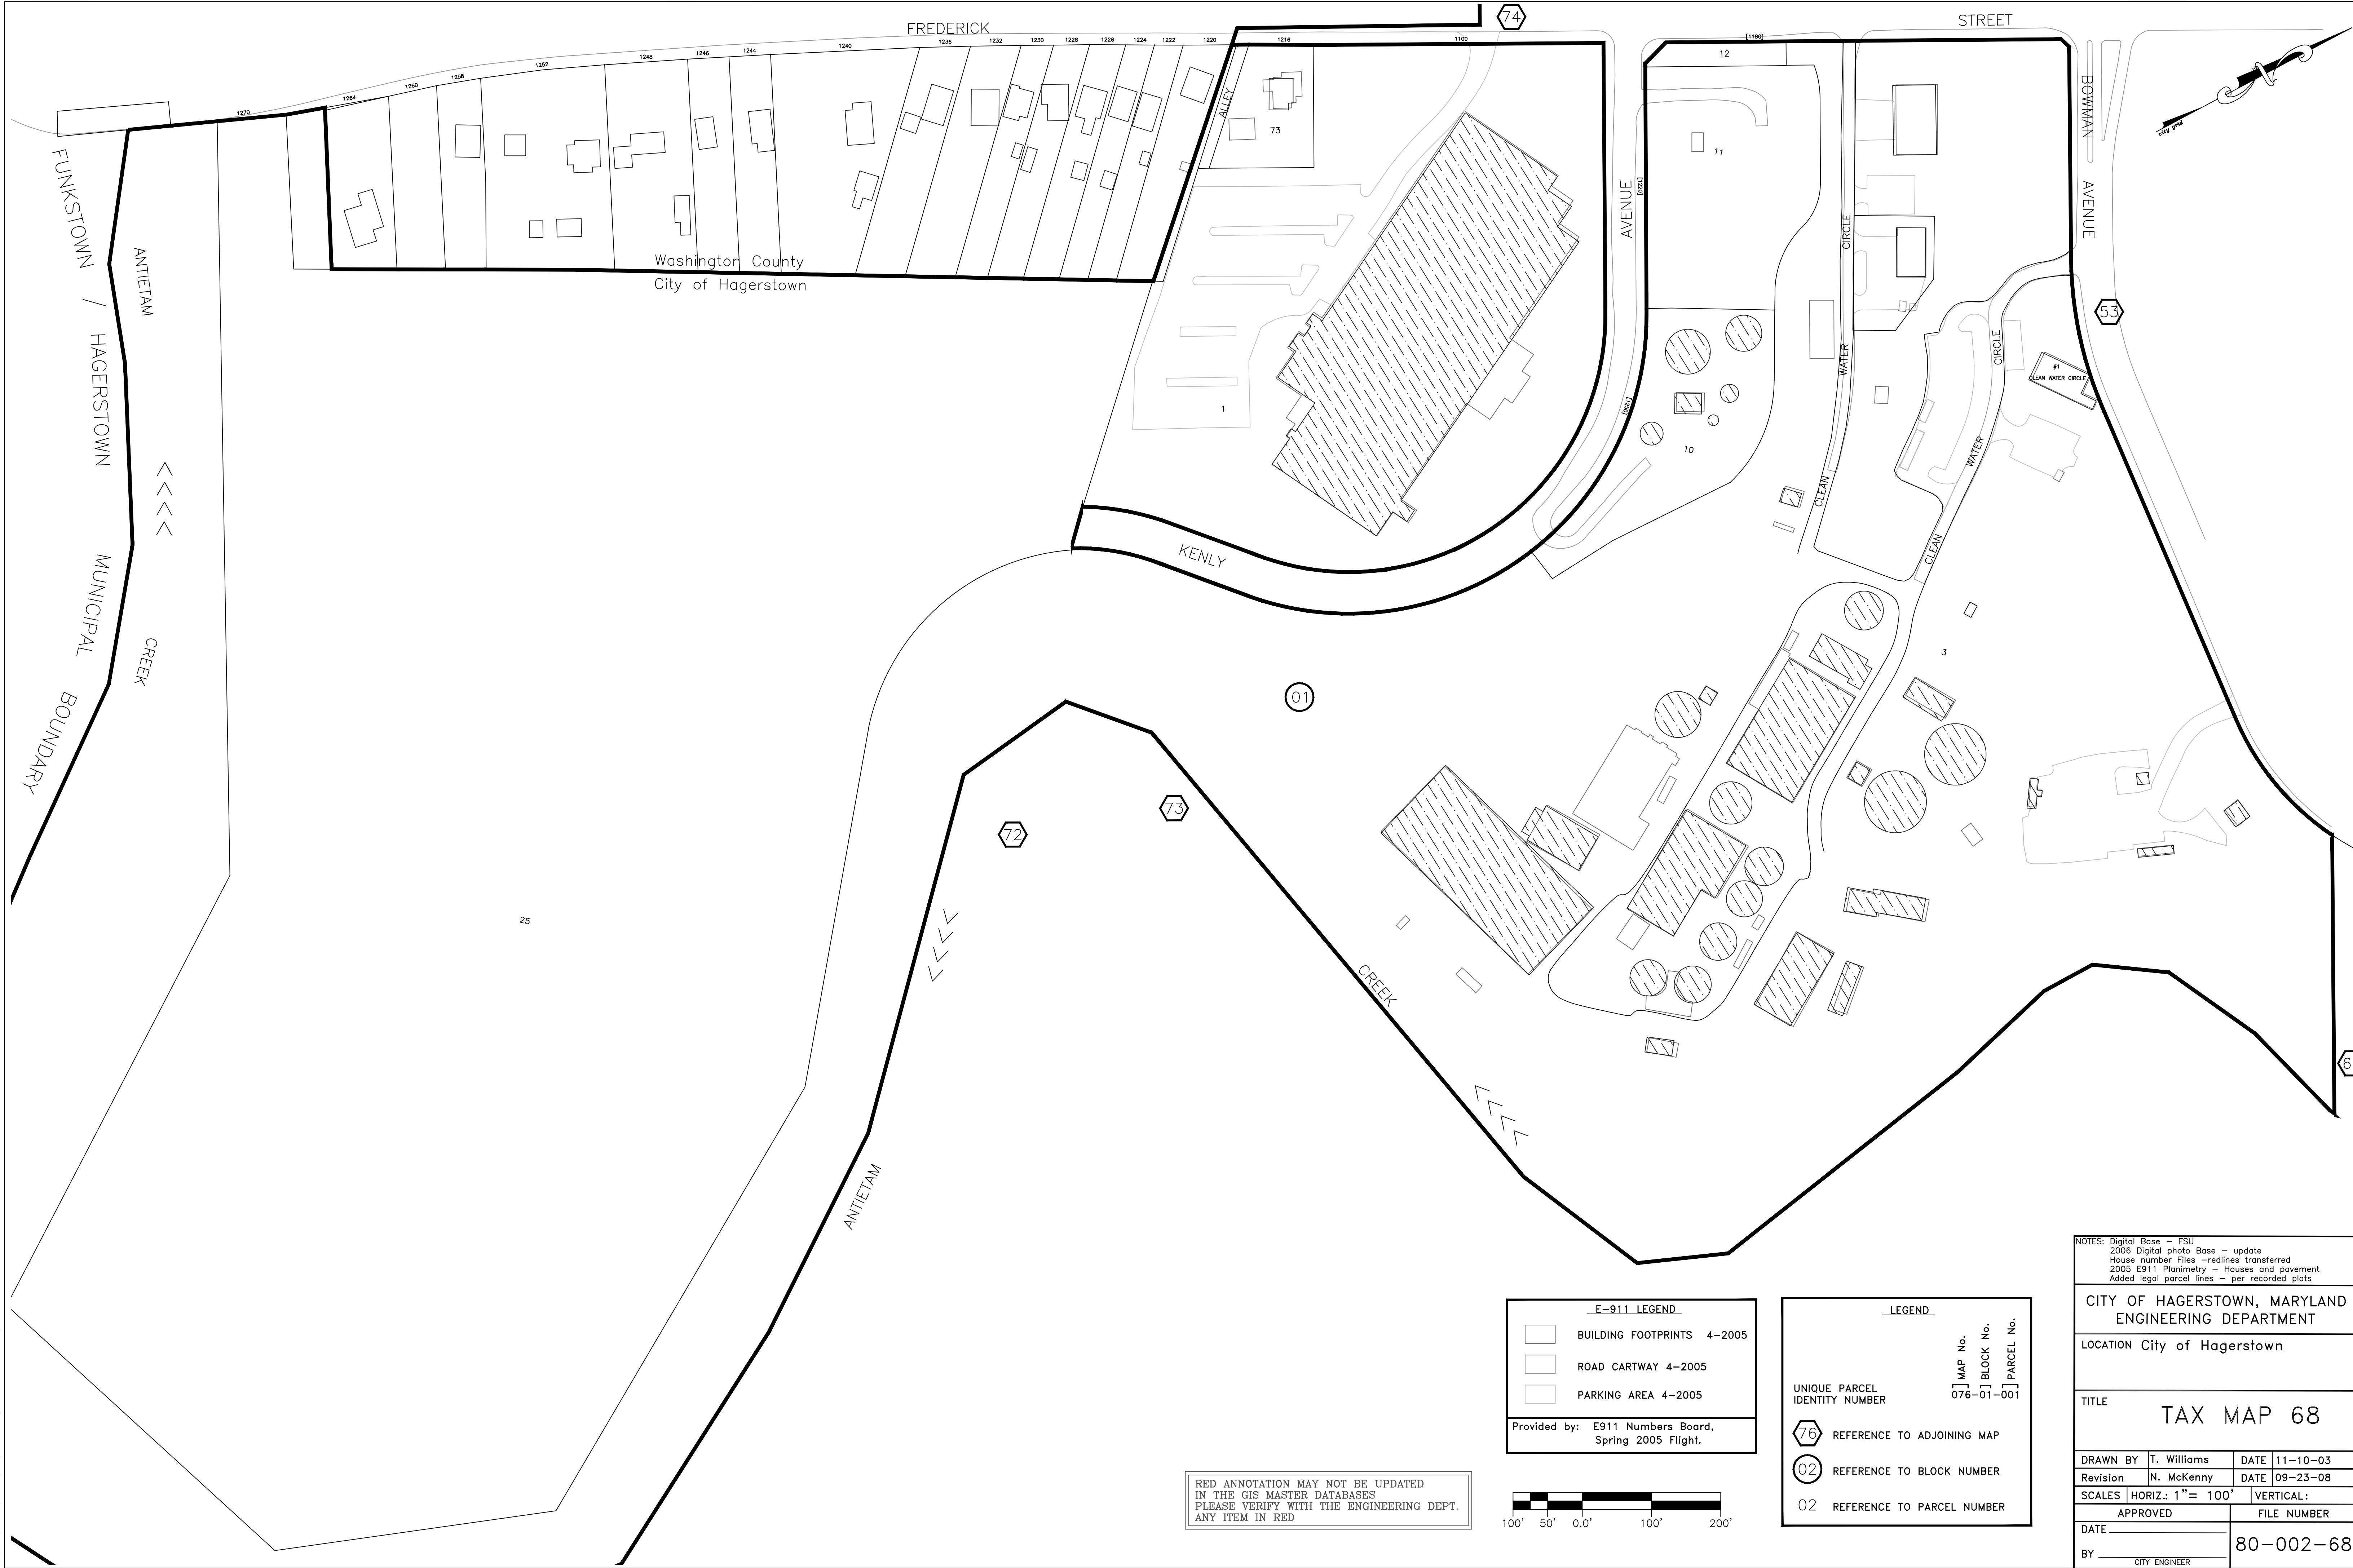 FREDERICK
STREET
74
1270
1264
1260
1258
1252
1248
1246
1244
1240
1236
1232
1230
1228
1226
1224
1222
1220
1216
1100
[1180]
12
ALLEY
73
11
BOWMAN
AVENUE
city grid
AVENUE
[1220]
[1200]
FUNKSTOWN / HAGERSTOWN MUNICIPAL BOUNDARY
ANTIETAM
CREEK
Washington County
City of Hagerstown
CIRCLE
WATER
CLEAN
CIRCLE
WATER
CLEAN
53
#1
CLEAN WATER CIRCLE
1
10
KENLY
3
01
73
72
25
CREEK
ANTIETAM
6
NOTES: Digital Base – FSU
2006 Digital photo Base – update
House number Files –redlines transferred
2005 E911 Planimetry – Houses and pavement
Added legal parcel lines – per recorded plats
CITY OF HAGERSTOWN, MARYLAND
ENGINEERING DEPARTMENT
LOCATION City of Hagerstown
TITLE
TAX MAP 68
DRAWN BY T. Williams DATE 11-10-03
Revision N. McKenny DATE 09-23-08
SCALES HORIZ.: 1"= 100' VERTICAL:
APPROVED FILE NUMBER
DATE
BY
CITY ENGINEER
80-002-68
E-911 LEGEND
BUILDING FOOTPRINTS 4-2005
ROAD CARTWAY 4-2005
PARKING AREA 4-2005
Provided by: E911 Numbers Board,
Spring 2005 Flight.
LEGEND
MAP No.
BLOCK No.
PARCEL No.
UNIQUE PARCEL
IDENTITY NUMBER
076-01-001
76 REFERENCE TO ADJOINING MAP
02 REFERENCE TO BLOCK NUMBER
02 REFERENCE TO PARCEL NUMBER
RED ANNOTATION MAY NOT BE UPDATED
IN THE GIS MASTER DATABASES
PLEASE VERIFY WITH THE ENGINEERING DEPT.
ANY ITEM IN RED
100' 50' 0.0' 100' 200'